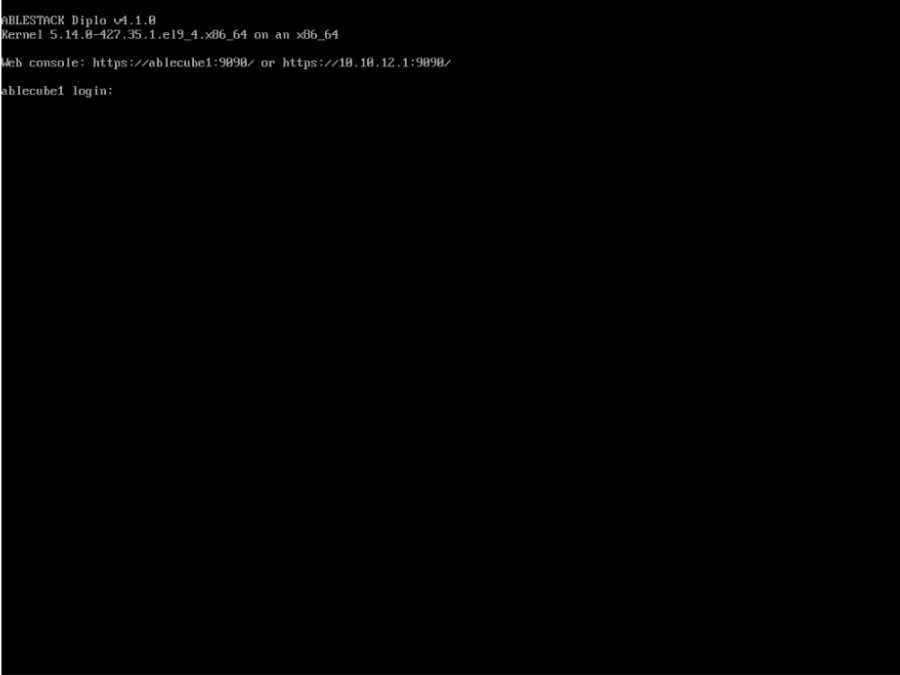 ABLESTACK Diplo v4.1.0
Kernel 5.14.0-427.35.1.el9_4.x86_64 on an x86_64
Web console: https://ablecube1:9090/ or https://10.10.12.1:9090/
ablecube1 login: